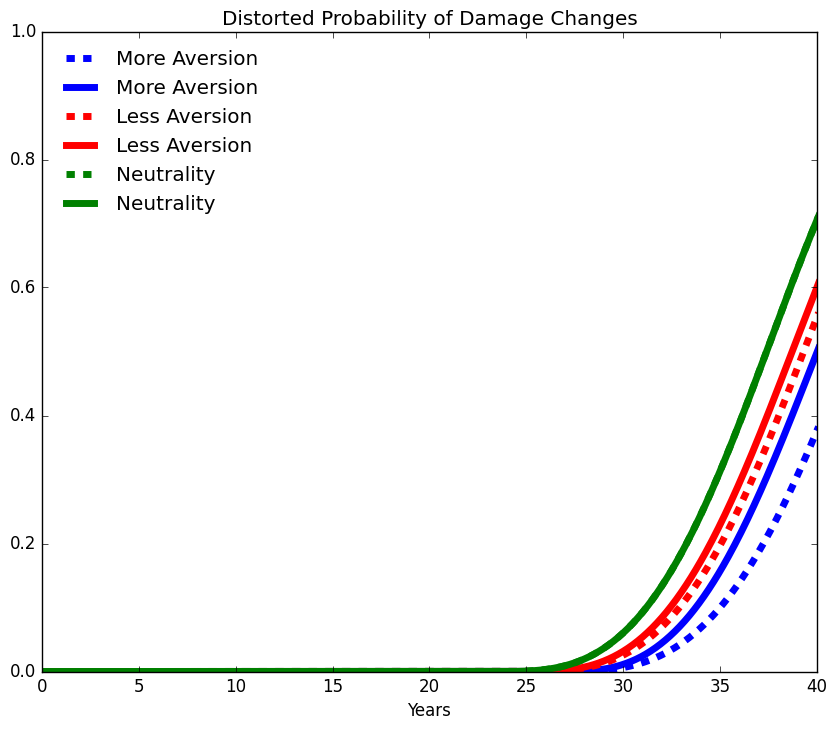 Distorted Probability of Damage Changes
1.0
More Aversion
More Aversion
Less Aversion
Less Aversion
Neutrality
Neutrality
0.8
0.6
0.4
0.2
0.0
0 5 10 15 20 25 30 35 40
Years